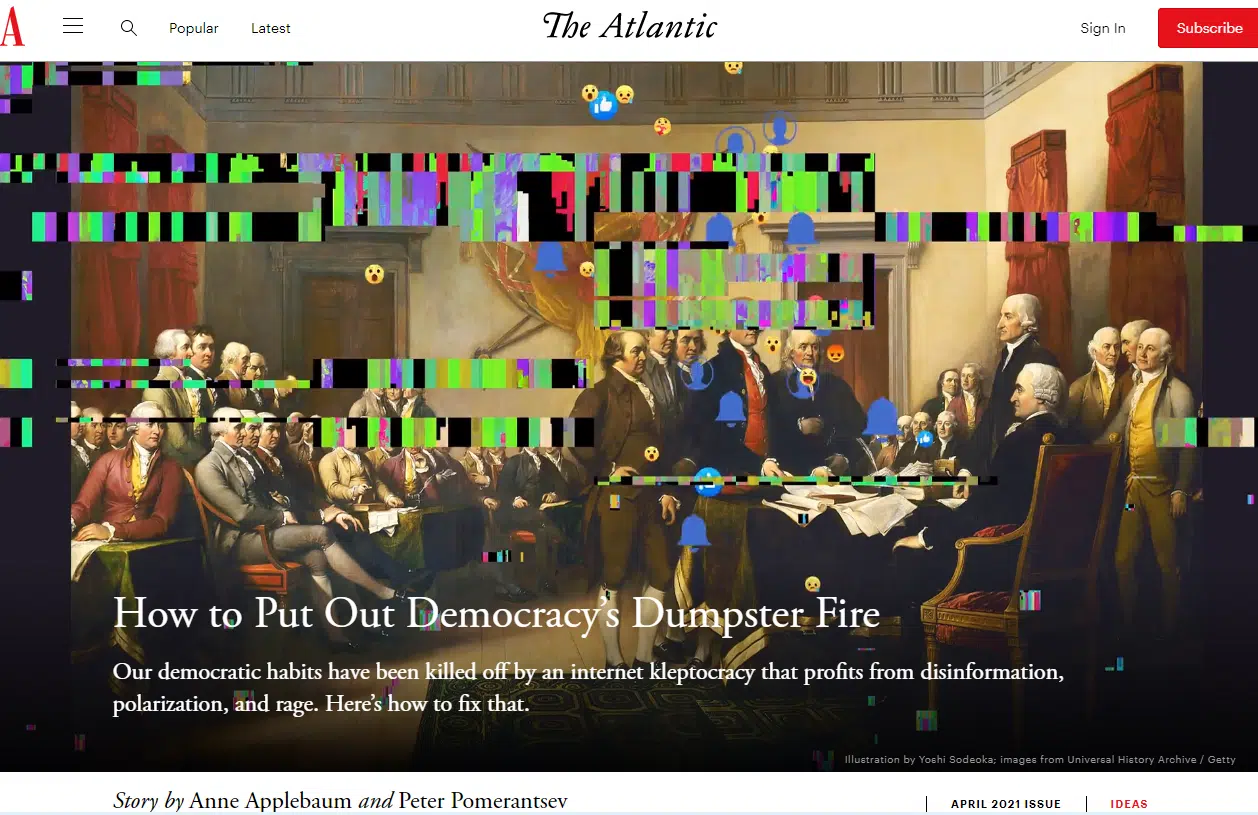 A
Popular
Latest
The Atlantic
Sign In
Subscribe
How to Put Out Democracy’s Dumpster Fire
Our democratic habits have been killed off by an internet kleptocracy that profits from disinformation,
polarization, and rage. Here’s how to fix that.
Illustration by Yoshi Sodeoka; images from Universal History Archive / Getty
Story by Anne Applebaum and Peter Pomerantsev
APRIL 2021 ISSUE
IDEAS